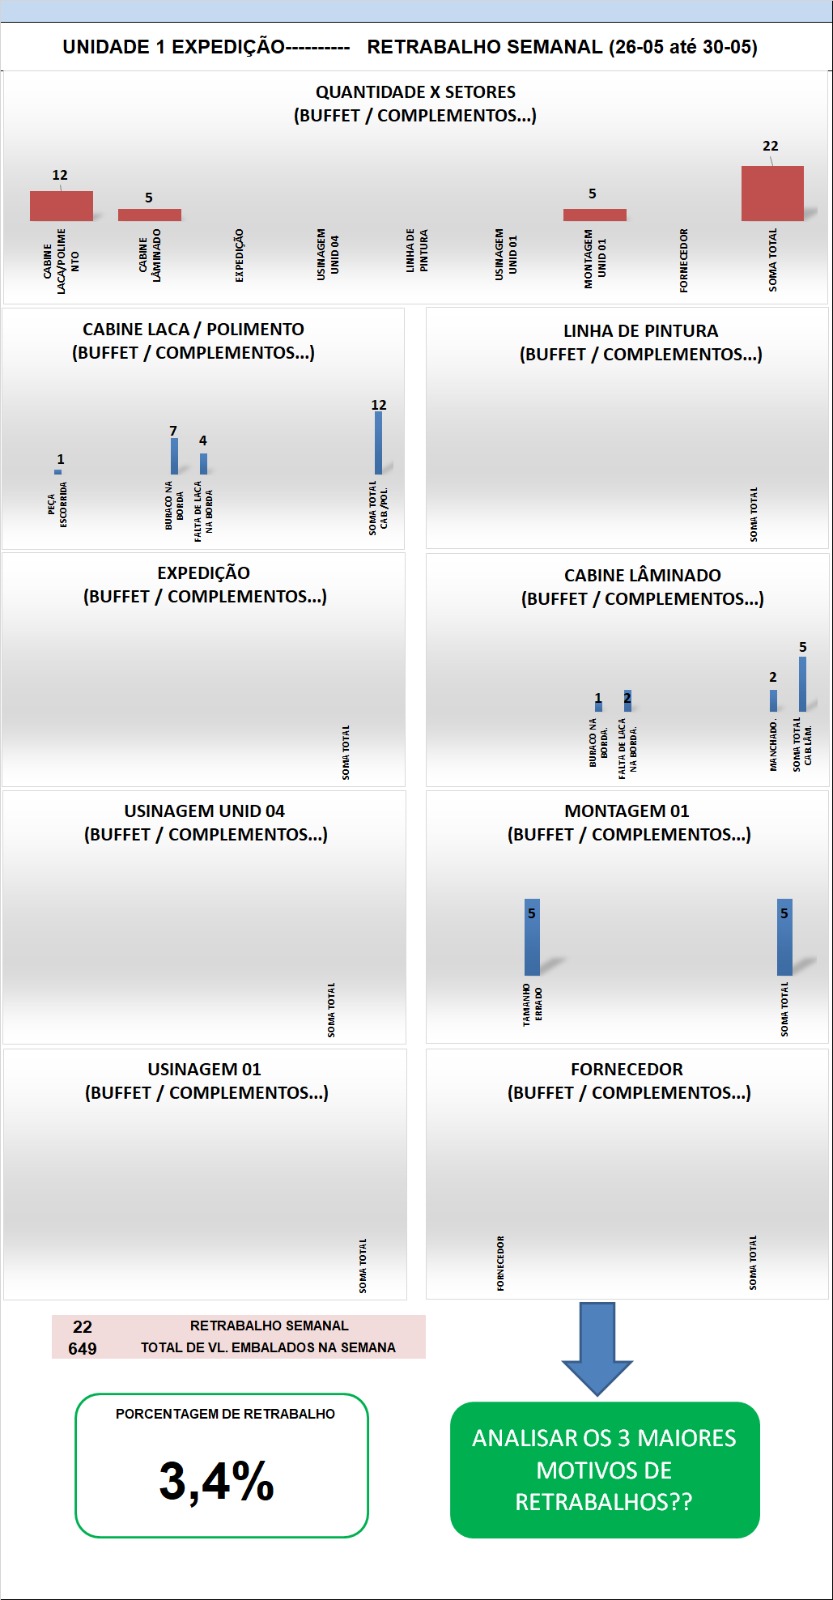 UNIDADE 1 EXPEDIÇÃO---------- RETRABALHO SEMANAL (26-05 até 30-05)
QUANTIDADE X SETORES
(BUFFET / COMPLEMENTOS...)
12
5
5
22
CABINE
LACA/POLIME
NTO
CABINE
LÂMINADO
EXPEDIÇÃO
USINAGEM
UNID 04
LINHA DE
PINTURA
USINAGEM
UNID 01
MONTAGEM
UNID 01
FORNECEDOR
SOMA TOTAL
CABINE LACA / POLIMENTO
(BUFFET / COMPLEMENTOS...)
1
7
4
12
PEÇA
ESCORRIDA
BURACO NA
BORDA
FALTA DE LACA
NA BORDA
SOMA TOTAL
CAB./POL.
LINHA DE PINTURA
(BUFFET / COMPLEMENTOS...)
SOMA TOTAL
EXPEDIÇÃO
(BUFFET / COMPLEMENTOS...)
SOMA TOTAL
CABINE LÂMINADO
(BUFFET / COMPLEMENTOS...)
1
2
2
5
BURACO NA
BORDA.
FALTA DE LACA
NA BORDA.
MANCHADO.
SOMA TOTAL
CAB.LÂM.
USINAGEM UNID 04
(BUFFET / COMPLEMENTOS...)
SOMA TOTAL
MONTAGEM 01
(BUFFET / COMPLEMENTOS...)
5
5
TAMANHO
ERRADO
SOMA TOTAL
USINAGEM 01
(BUFFET / COMPLEMENTOS...)
SOMA TOTAL
FORNECEDOR
(BUFFET / COMPLEMENTOS...)
FORNECEDOR
SOMA TOTAL
22 RETRABALHO SEMANAL
649 TOTAL DE VL. EMBALADOS NA SEMANA
PORCENTAGEM DE RETRABALHO
3,4%
ANALISAR OS 3 MAIORES
MOTIVOS DE
RETRABALHOS??